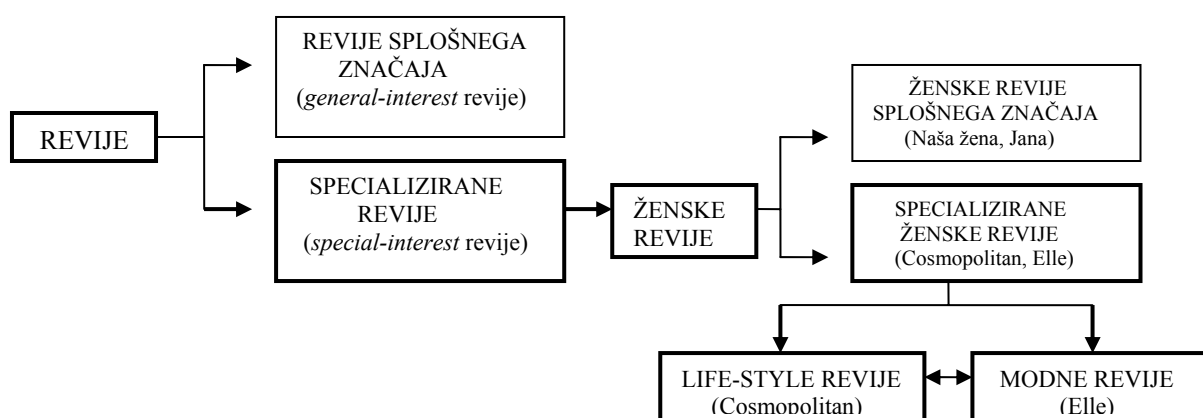 REVIJE
REVIJE SPLOŠNEGA
ZNAČAJA
(general-interest revije)
SPECIALIZIRANE
REVIJE
(special-interest revije)
ŽENSKE
REVIJE
ŽENSKE REVIJE
SPLOŠNEGA ZNAČAJA
(Naša žena, Jana)
SPECIALIZIRANE
ŽENSKE REVIJE
(Cosmopolitan, Elle)
LIFE-STYLE REVIJE
(Cosmopolitan)
MODNE REVIJE
(Elle)